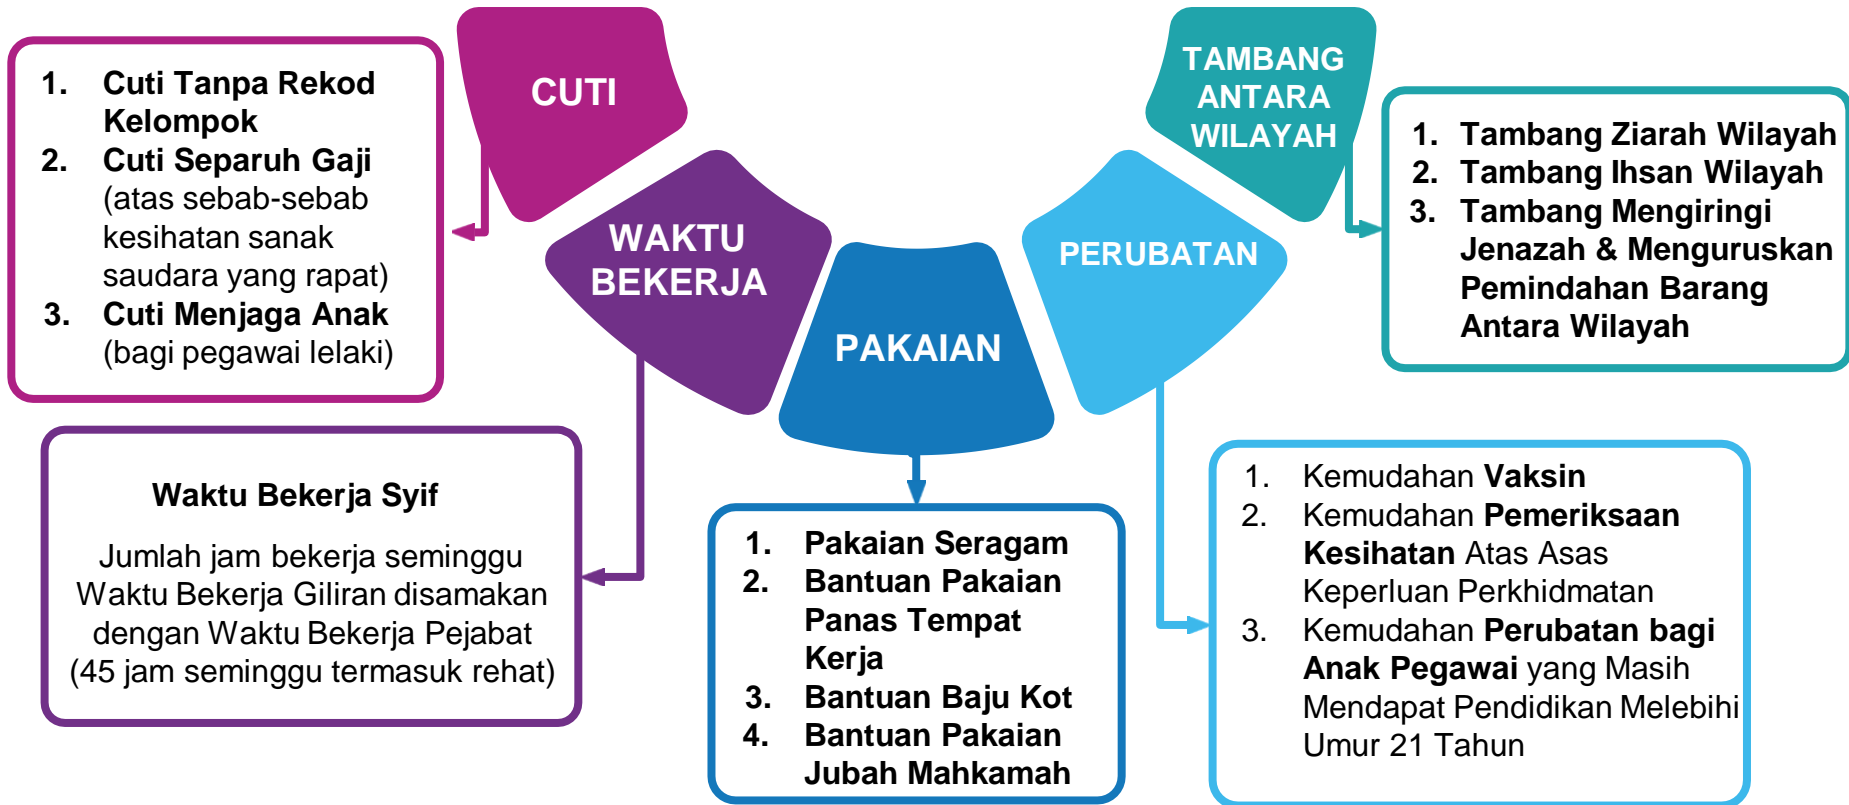 CUTI
1. Cuti Tanpa Rekod
Kelompok
2. Cuti Separuh Gaji
(atas sebab-sebab
kesihatan sanak
saudara yang rapat)
3. Cuti Menjaga Anak
(bagi pegawai lelaki)
WAKTU
BEKERJA
Waktu Bekerja Syif
Jumlah jam bekerja seminggu
Waktu Bekerja Giliran disamakan
dengan Waktu Bekerja Pejabat
(45 jam seminggu termasuk rehat)
PAKAIAN
1. Pakaian Seragam
2. Bantuan Pakaian
Panas Tempat
Kerja
3. Bantuan Baju Kot
4. Bantuan Pakaian
Jubah Mahkamah
PERUBATAN
1. Kemudahan Vaksin
2. Kemudahan Pemeriksaan
Kesihatan Atas Asas
Keperluan Perkhidmatan
3. Kemudahan Perubatan bagi
Anak Pegawai yang Masih
Mendapat Pendidikan Melebihi
Umur 21 Tahun
TAMBANG
ANTARA
WILAYAH
1. Tambang Ziarah Wilayah
2. Tambang Ihsan Wilayah
3. Tambang Mengiringi
Jenazah & Menguruskan
Pemindahan Barang
Antara Wilayah